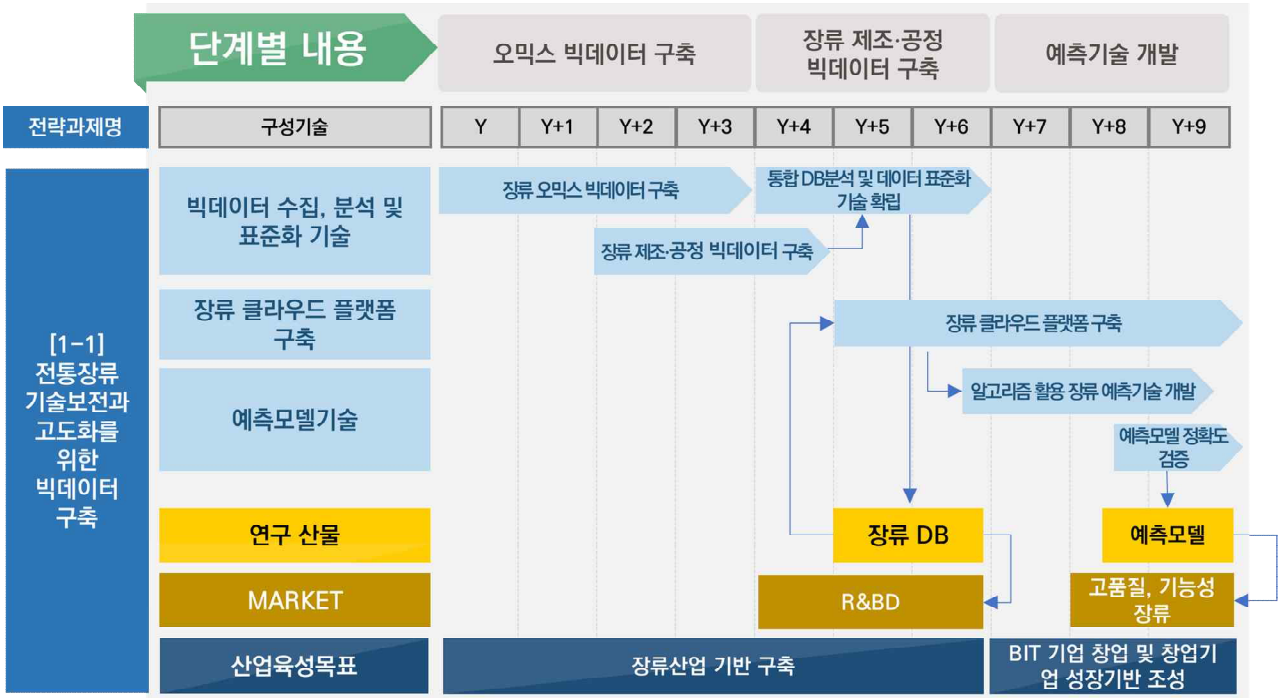 단계별 내용
오믹스 빅데이터 구축
장류 제조·공정
빅데이터 구축
예측기술 개발
전략과제명
구성기술
Y
Y+1
Y+2
Y+3
Y+4
Y+5
Y+6
Y+7
Y+8
Y+9
[1-1]
전통장류
기술보전과
고도화를
위한
빅데이터
구축
빅데이터 수집, 분석 및
표준화 기술
장류 오믹스 빅데이터 구축
통합 DB분석 및 데이터 표준화
기술 확립
장류 제조·공정 빅데이터 구축
장류 클라우드 플랫폼
구축
장류 클라우드 플랫폼 구축
예측모델기술
알고리즘 활용 장류 예측기술 개발
예측모델 정확도
검증
연구 산물
장류 DB
예측모델
MARKET
R&BD
고품질, 기능성
장류
산업육성목표
장류산업 기반 구축
BIT 기업 창업 및 창업기
업 성장기반 조성